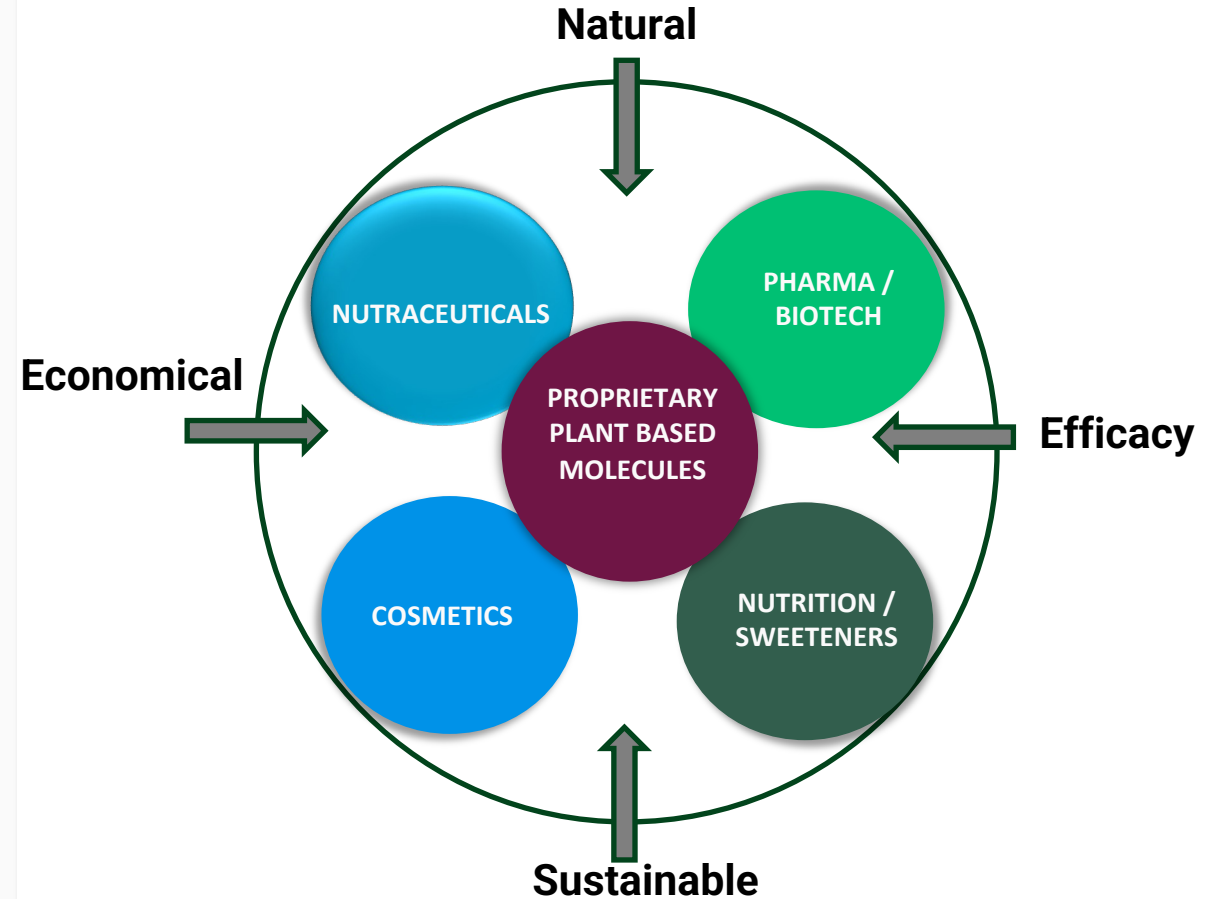 Natural
NUTRACEUTICALS
PHARMA /
BIOTECH
Economical
PROPRIETARY
PLANT BASED
MOLECULES
Efficacy
COSMETICS
NUTRITION /
SWEETENERS
Sustainable